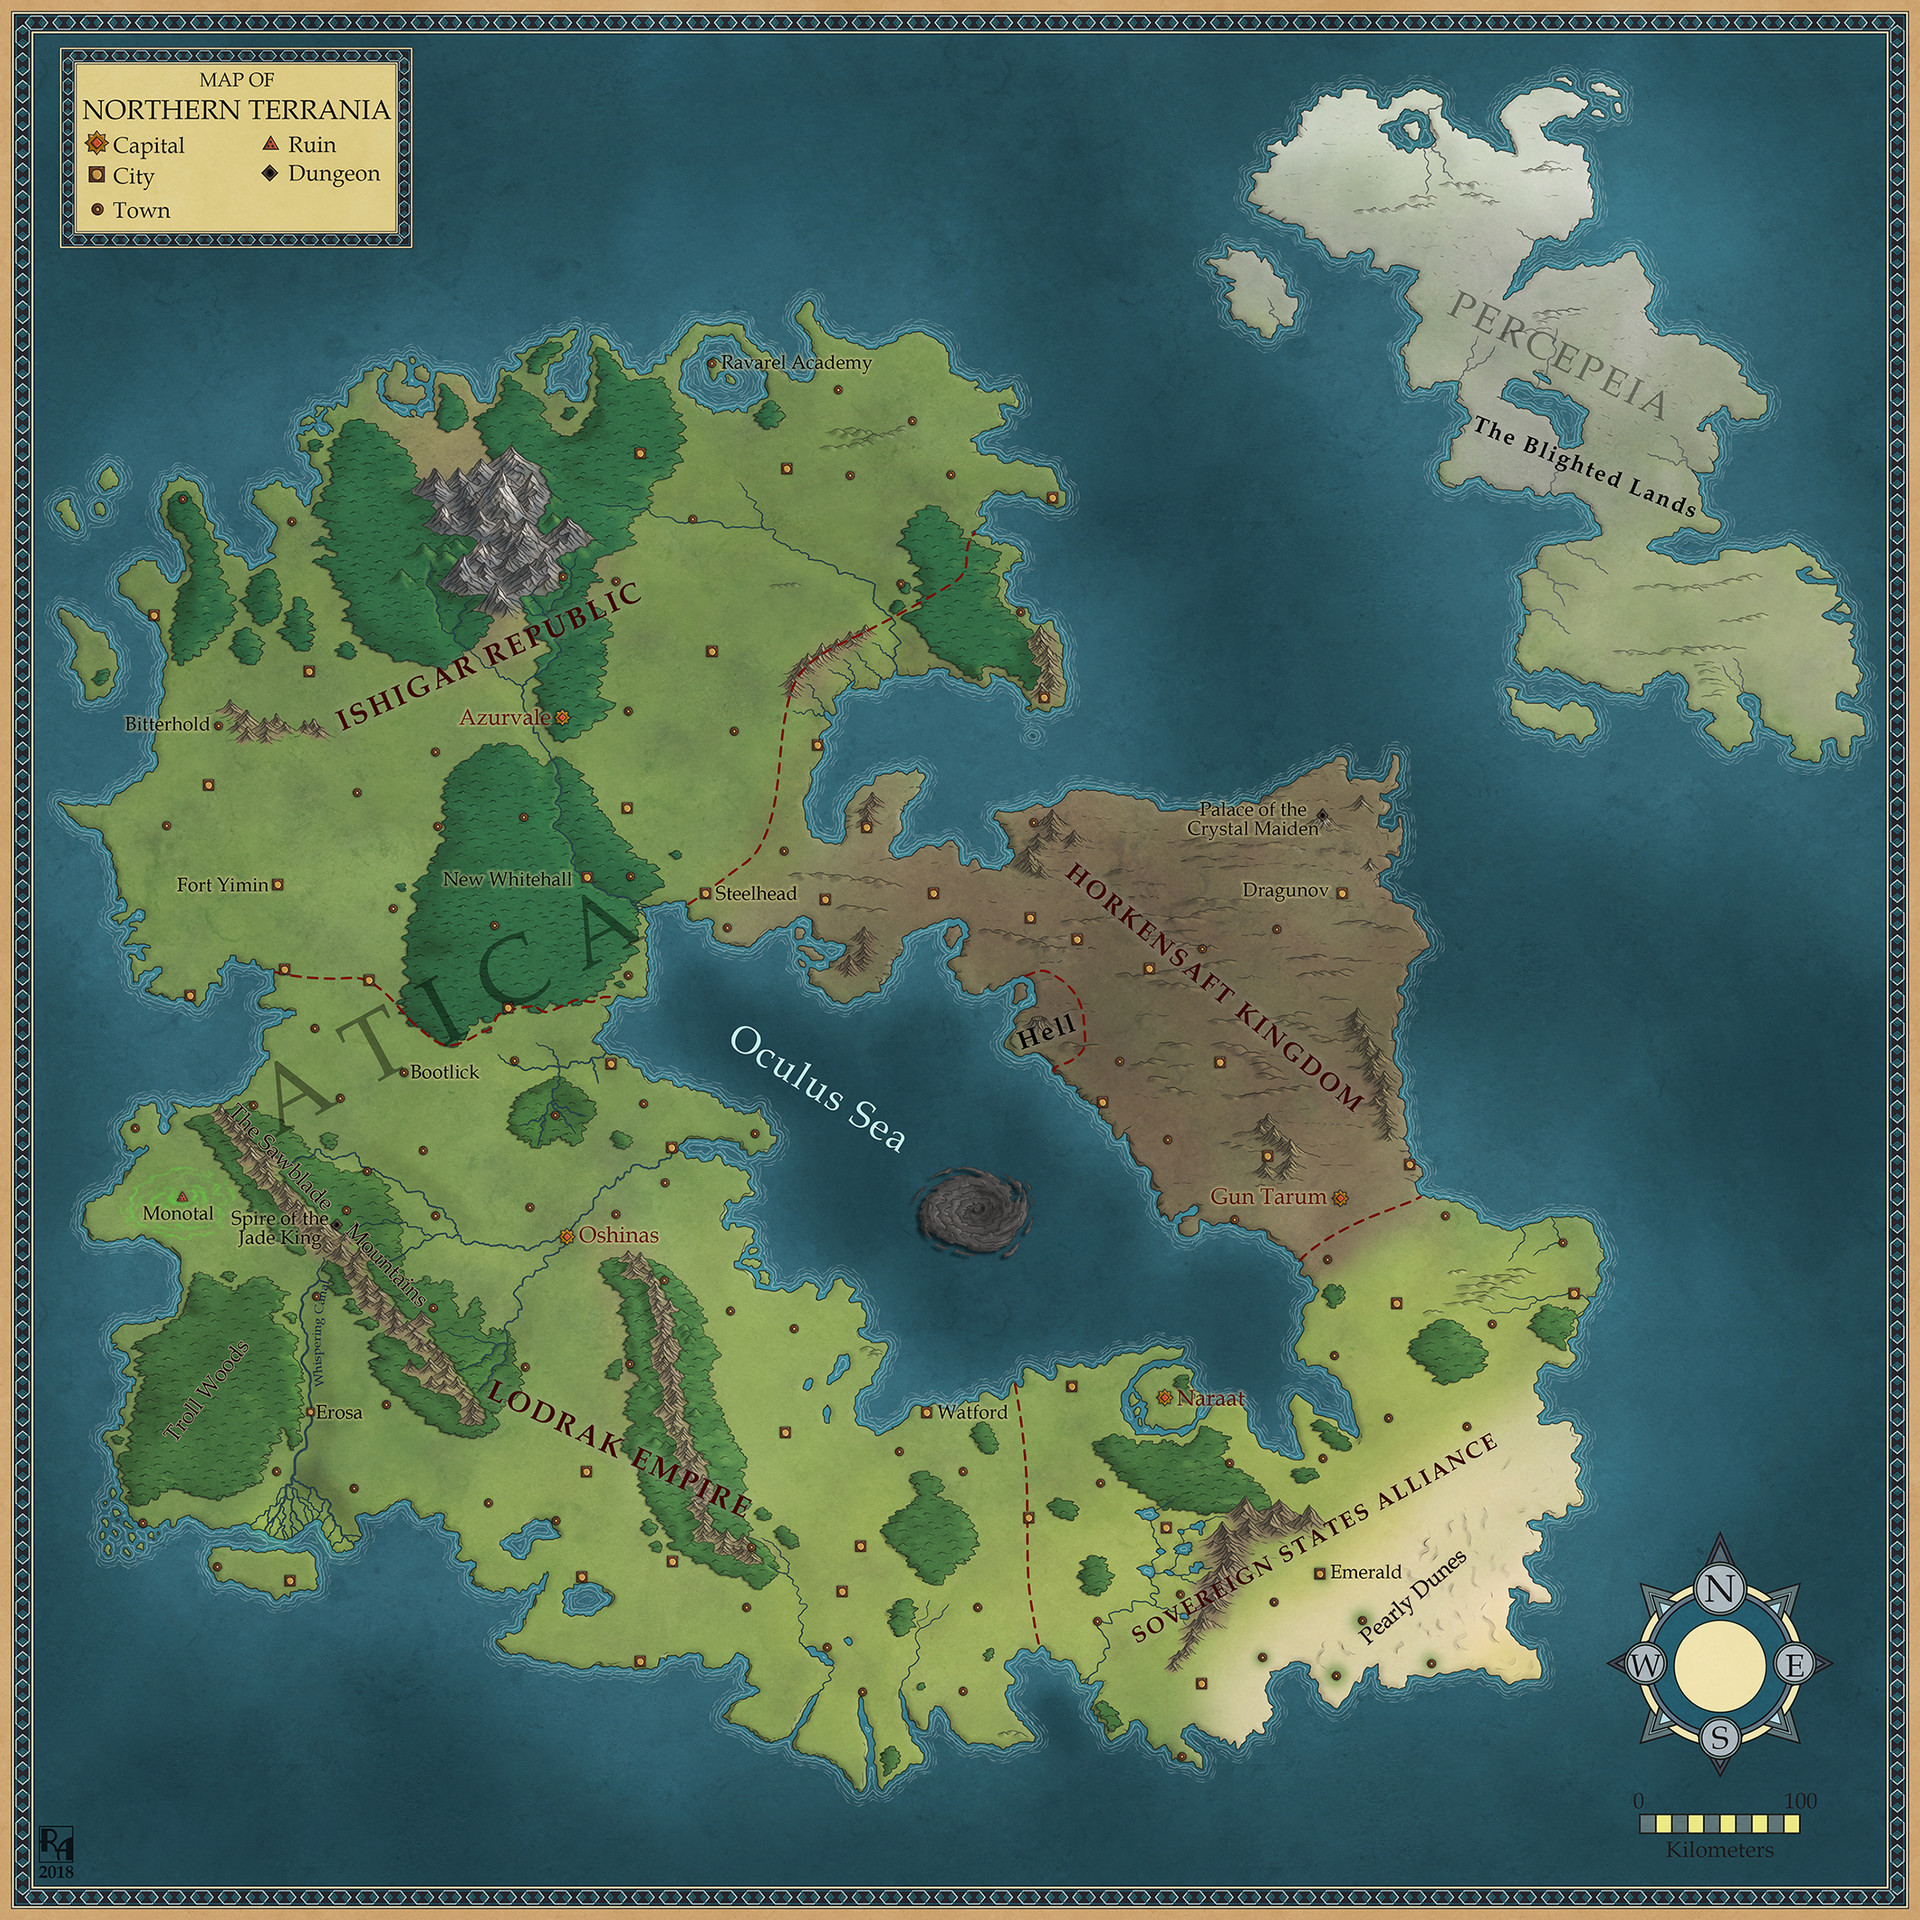 MAP OF
NORTHERN TERRANIA
Capital
Ruin
City
Dungeon
Town
PERCEPEIA
The Blighted Lands
Ravarel Academy
ISHIGAR REPUBLIC
Azurvale
Bitterhold
Palace of the
Crystal Maiden
New Whitehall
Fort Yimin
Steelhead
Dragunov
HORKENSAFT KINGDOM
ATICA
Hell
Oculus Sea
Bootlick
The Sawblade Mountains
Monotal
Spire of the
Jade King
Gun Tarum
Oshinas
Whispering Canal
Troll Woods
Erosa
LODRAK EMPIRE
Watford
Naraat
SOVEREIGN STATES ALLIANCE
Emerald
Pearly Dunes
N
W
E
S
0 100
Kilometers
RA
2018